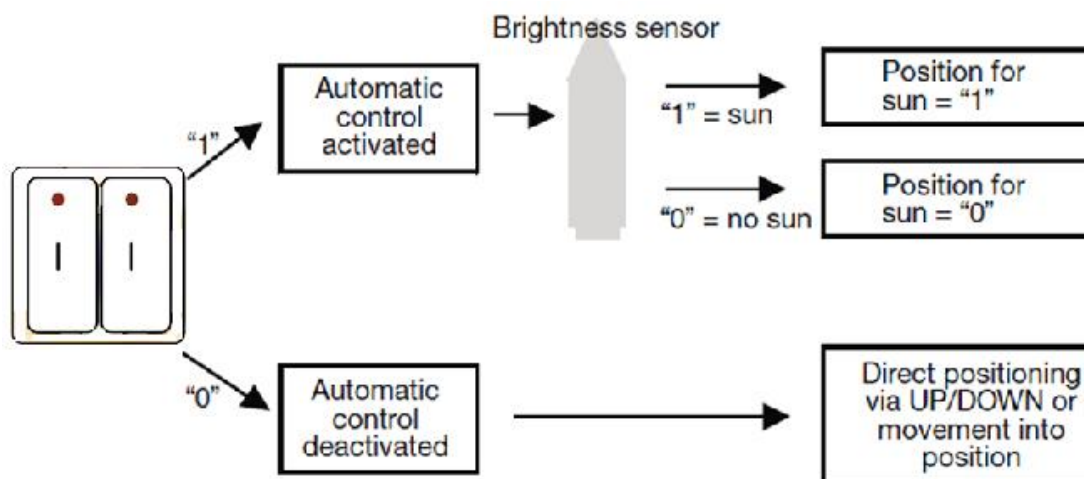 Brightness sensor
“1”
Automatic
control
activated
“1” = sun
Position for
sun = “1”
“0” = no sun
Position for
sun = “0”
“0”
Automatic
control
deactivated
Direct positioning
via UP/DOWN or
movement into
position